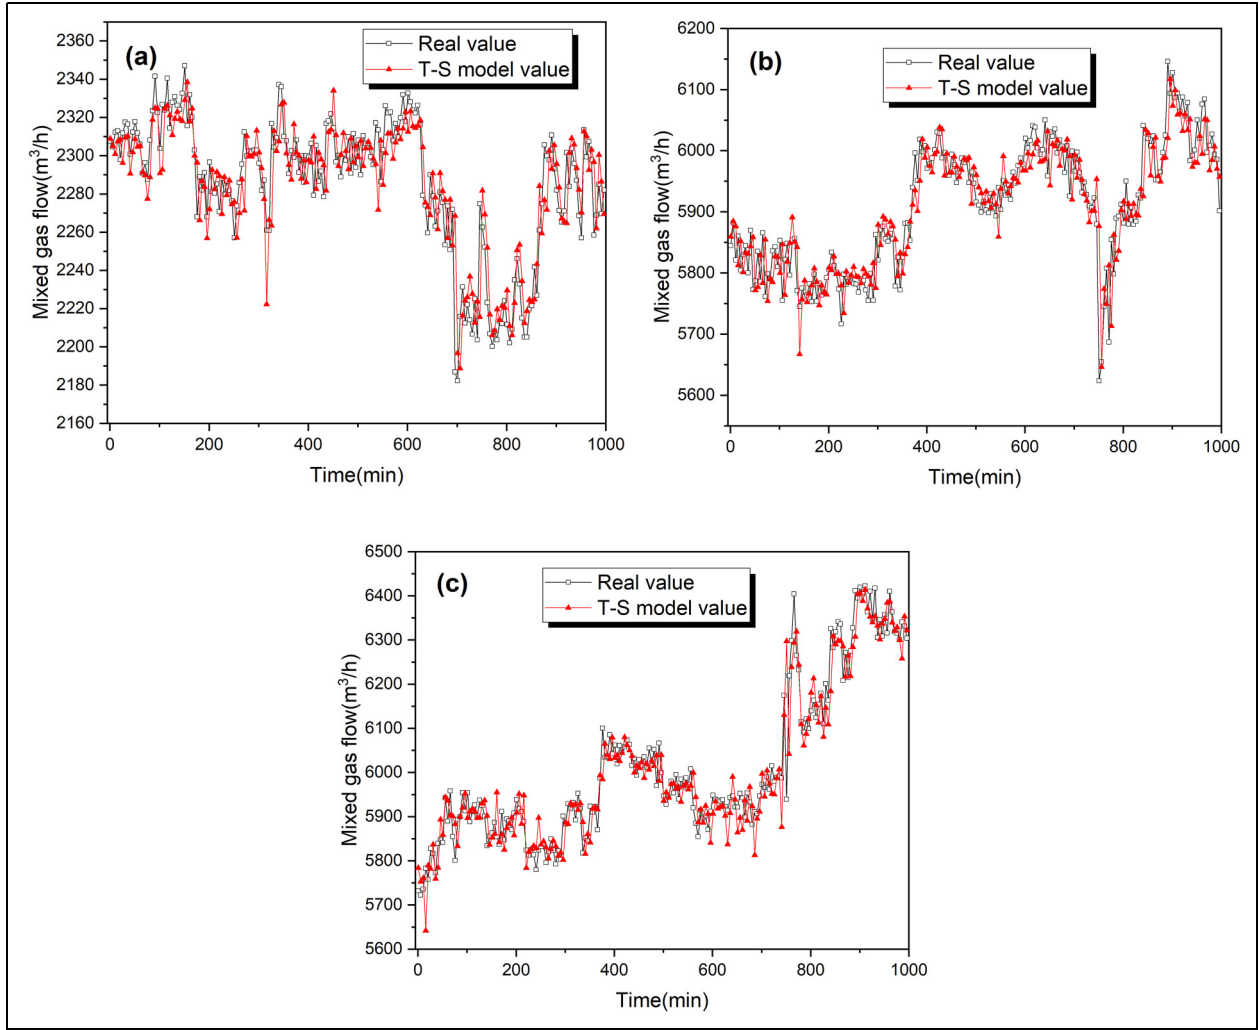 (a)
Real value
T-S model value
2360
2340
2320
2300
2280
2260
2240
2220
2200
2180
2160
Mixed gas flow(m³/h)
0 200 400 600 800 1000
Time(min)
(b)
Real value
T-S model value
6200
6100
6000
5900
5800
5700
5600
Mixed gas flow(m³/h)
0 200 400 600 800 1000
Time(min)
(c)
Real value
T-S model value
6500
6400
6300
6200
6100
6000
5900
5800
5700
5600
Mixed gas flow(m³/h)
0 200 400 600 800 1000
Time(min)